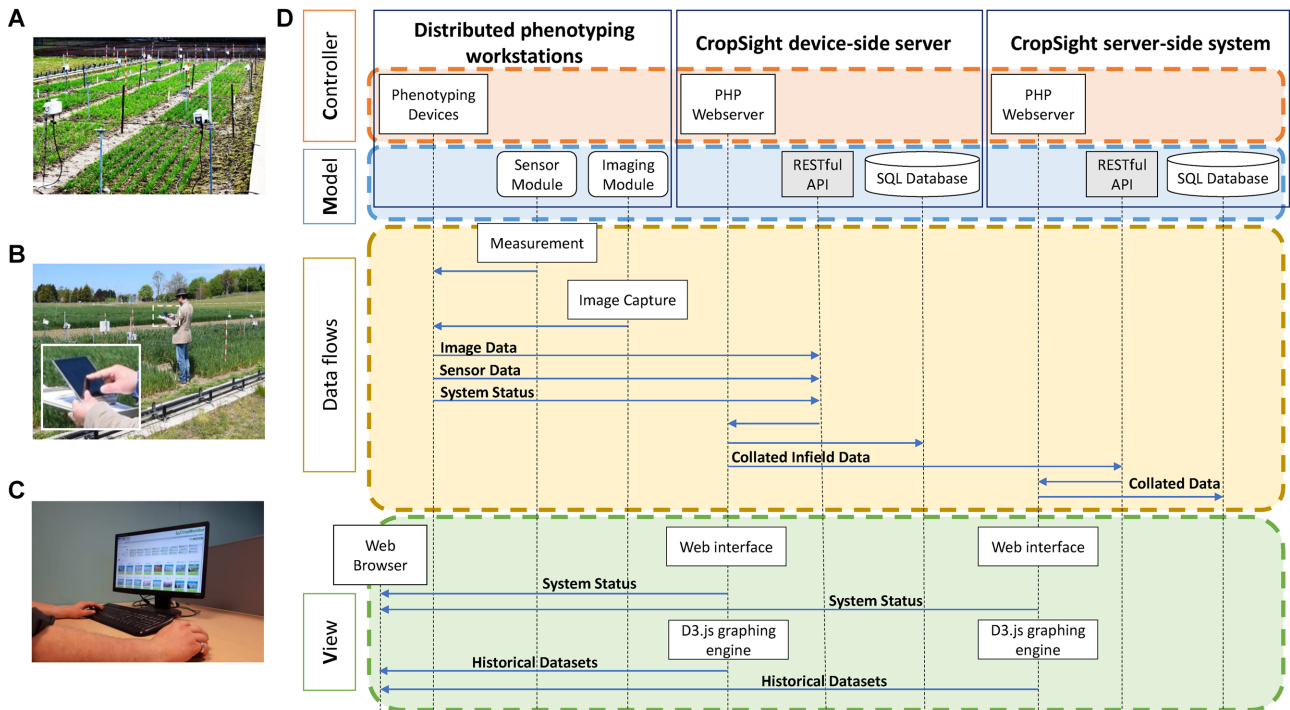 A
B
C
D
Controller
Model
Data flows
View
Distributed phenotyping
workstations
CropSight device-side server
CropSight server-side system
Phenotyping
Devices
PHP
Webserver
PHP
Webserver
Sensor
Module
Imaging
Module
RESTful
API
SQL Database
RESTful
API
SQL Database
Measurement
Image Capture
Image Data
Sensor Data
System Status
Collated Infield Data
Collated Data
Web
Browser
Web interface
Web interface
System Status
System Status
D3.js graphing
engine
D3.js graphing
engine
Historical Datasets
Historical Datasets